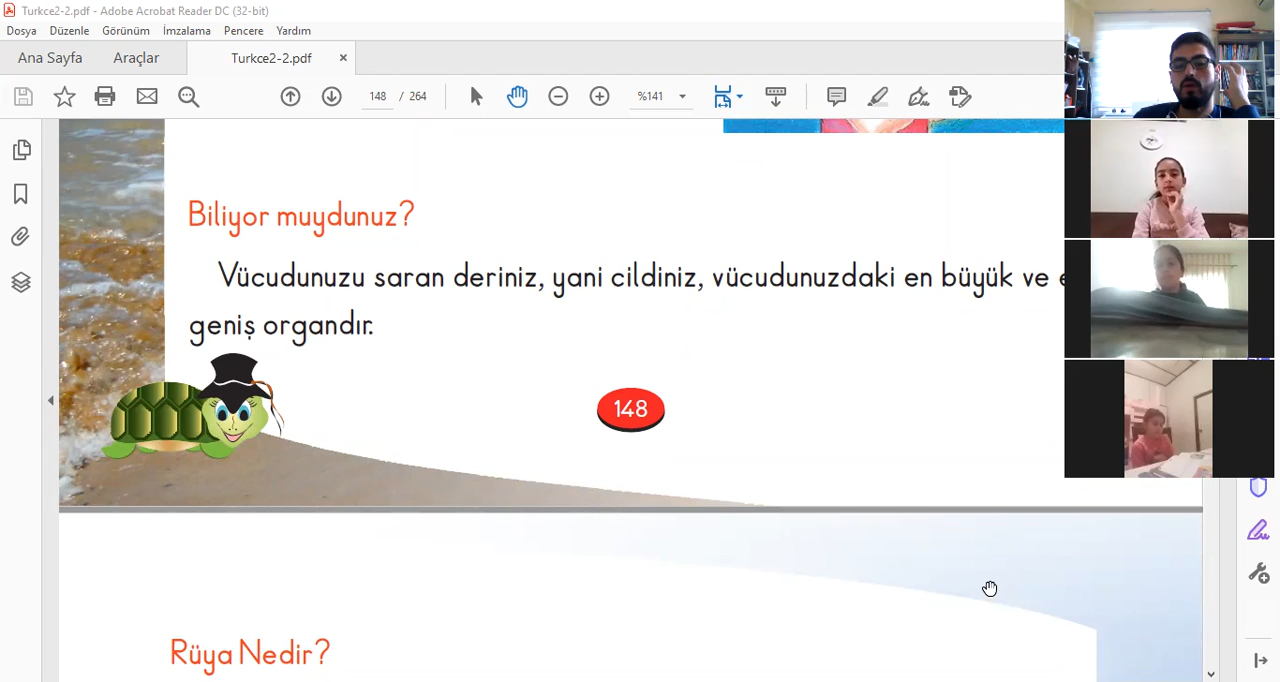 Turkce2-2.pdf - Adobe Acrobat Reader DC (32-bit)
Dosya Düzenle Görünüm İmzalama Pencere Yardım
Ana Sayfa Araçlar Turkce2-2.pdf ×
148 / 264 %141
Biliyor muydunuz?
Vücudunuzu saran deriniz, yani cildiniz, vücudunuzdaki en büyük ve
geniş organdır.
148
Rüya Nedir?